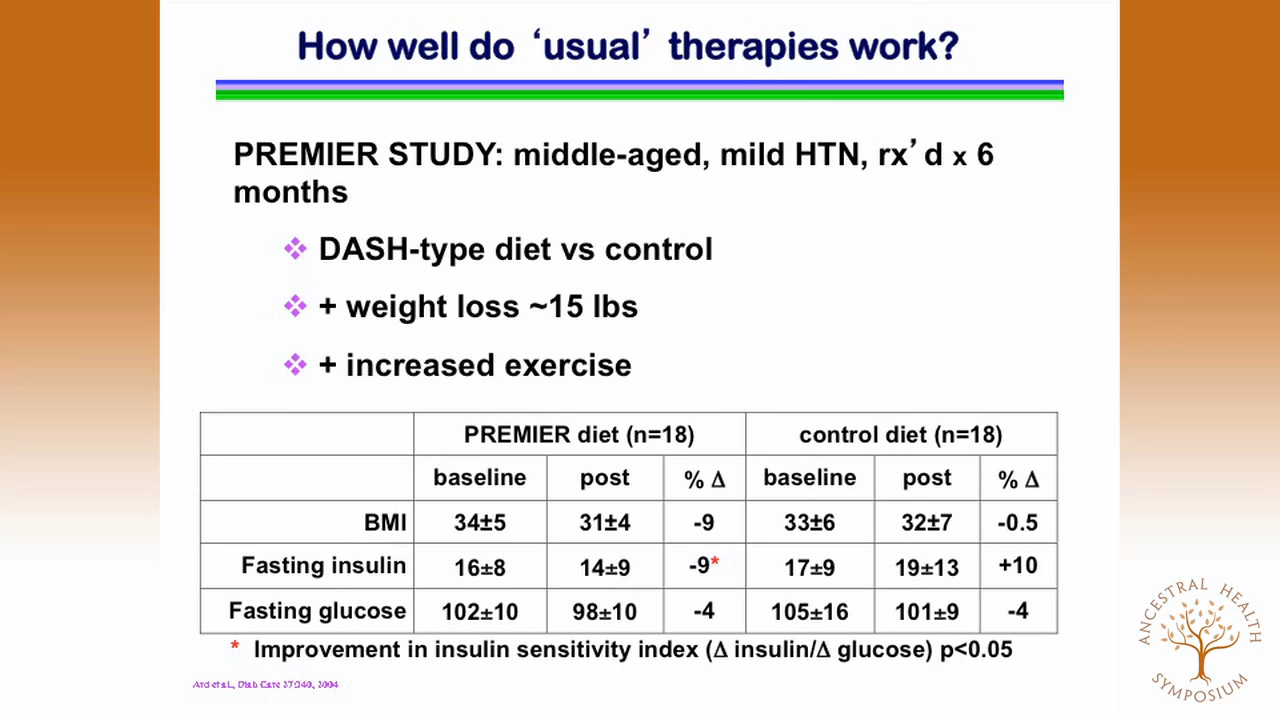 How well do ‘usual’ therapies work?
PREMIER STUDY: middle-aged, mild HTN, rx’d x 6
months
❖ DASH-type diet vs control
❖ + weight loss ~15 lbs
❖ + increased exercise
PREMIER diet (n=18) control diet (n=18)
baseline post % Δ baseline post % Δ
BMI 34±5 31±4 -9 33±6 32±7 -0.5
Fasting insulin 16±8 14±9 -9* 17±9 19±13 +10
Fasting glucose 102±10 98±10 -4 105±16 101±9 -4
* Improvement in insulin sensitivity index (Δ insulin/Δ glucose) p<0.05
2004
ANCESTRAL HEALTH
SYMPOSIUM